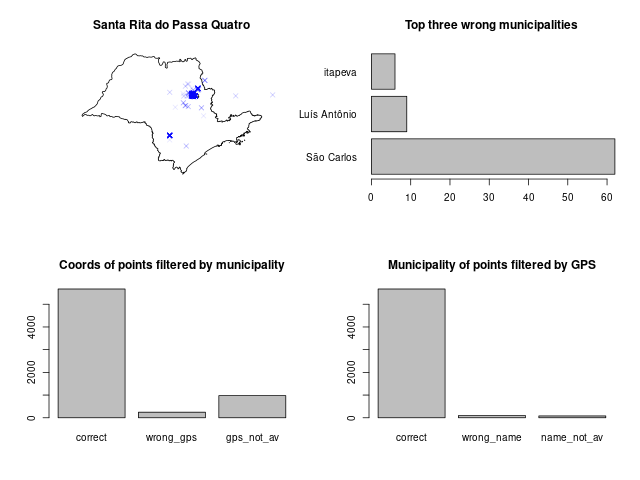 Santa Rita do Passa Quatro
Top three wrong municipalities
itapeva
Luís Antônio
São Carlos
0 10 20 30 40 50 60
Coords of points filtered by municipality
4000
2000
0
correct wrong_gps gps_not_av
Municipality of points filtered by GPS
4000
2000
0
correct wrong_name name_not_av